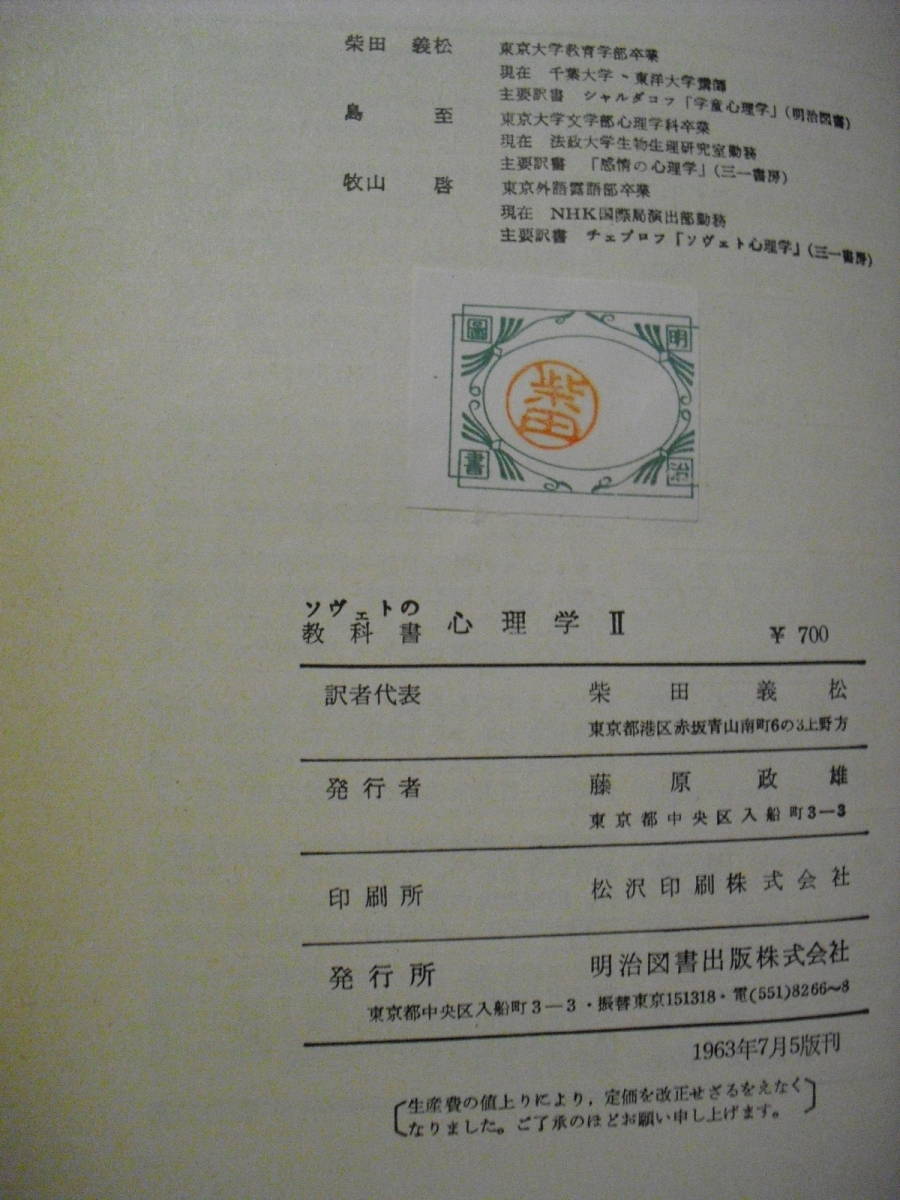 柴田 義松 東京大学教育学部卒業
現在 千葉大学、東洋大学講師
主要訳書 シャルダコフ「学童心理学」(明治図書)
島 至 東京大学文学部心理学科卒業
現在 法政大学生物生理研究室勤務
主要訳書 「感情の心理学」(三一書房)
牧山 啓 東京外語露語部卒業
現在 NHK国際局演出部勤務
主要訳書 チェプロフ「ソヴェト心理学」(三一書房)
圖 明
柴田
書 治
ソヴェトの
教科書 心理学 II ¥700
訳者代表 柴田義松
東京都港区赤坂青山南町6の3上野方
発行者 藤原政雄
東京都中央区入船町3―3
印刷所 松沢印刷株式会社
発行所 明治図書出版株式会社
東京都中央区入船町3―3・振替東京151318・電(551)8266〜8
1963年7月5版刊
生産費の値上りにより，定価を改正せざるをえなく
なりました。ご了承のほどお願い申し上げます。